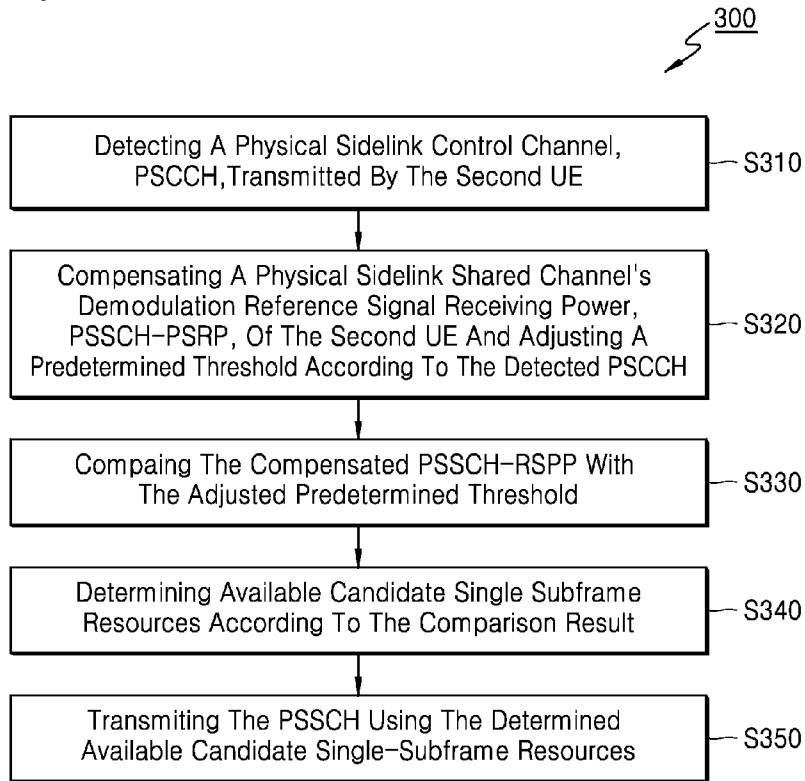 300
Detecting A Physical Sidelink Control Channel,
PSCCH,Transmitted By The Second UE
S310
Compensating A Physical Sidelink Shared Channel's
Demodulation Reference Signal Receiving Power,
PSSCH-PSRP, Of The Second UE And Adjusting A
Predetermined Threshold According To The Detected PSCCH
S320
Compaing The Compensated PSSCH-RSPP With
The Adjusted Predetermined Threshold
S330
Determining Available Candidate Single Subframe
Resources According To The Comparison Result
S340
Transmiting The PSSCH Using The Determined
Available Candidate Single-Subframe Resources
S350